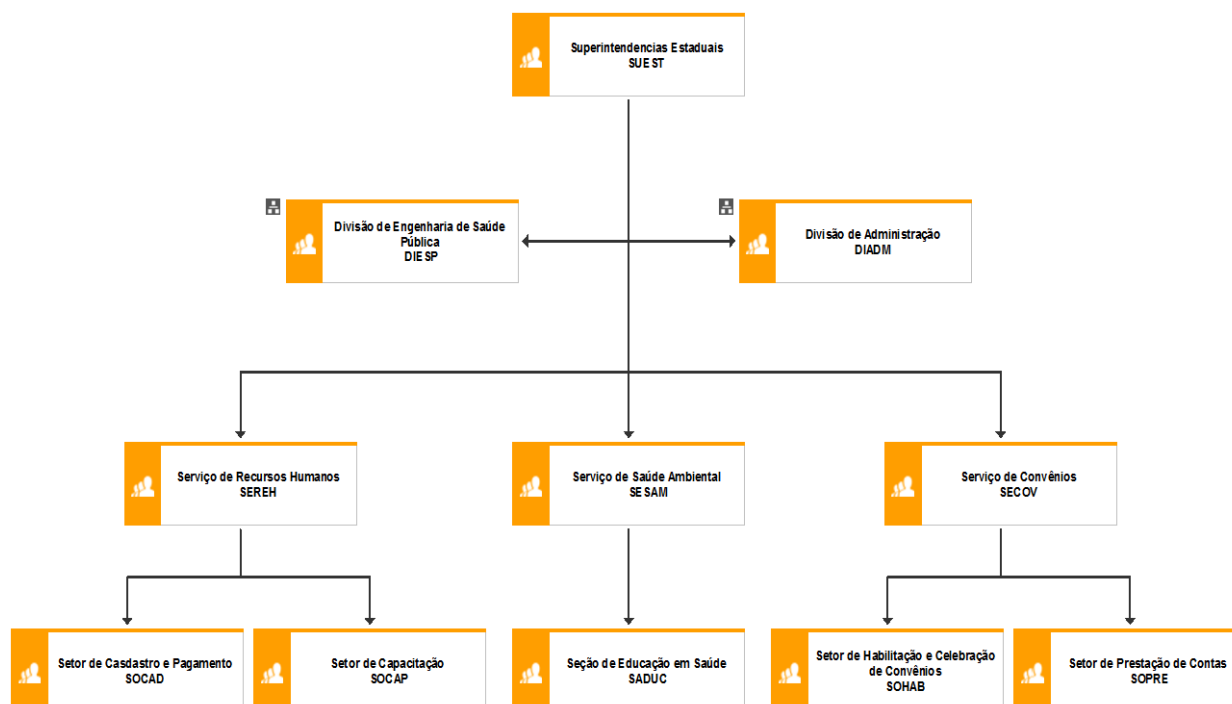 Superintendencias Estaduais
SUEST
Divisão de Engenharia de Saúde
Pública
DIESP
Divisão de Administração
DIADM
Serviço de Recursos Humanos
SEREH
Serviço de Saúde Ambiental
SESAM
Serviço de Convênios
SECOV
Setor de Casdastro e Pagamento
SOCAD
Setor de Capacitação
SOCAP
Seção de Educação em Saúde
SADUC
Setor de Habilitação e Celebração
de Convênios
SOHAB
Setor de Prestação de Contas
SOPRE